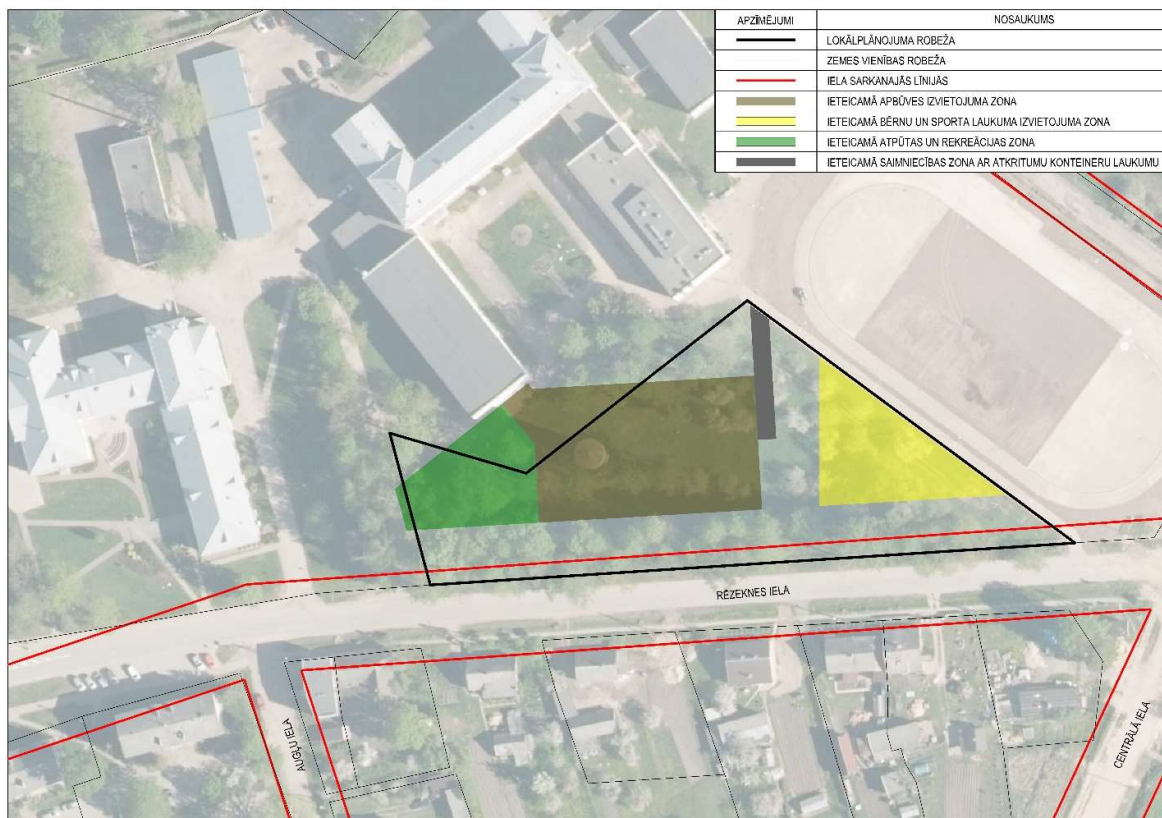 APZĪMĒJUMI NOSAUKUMS
LOKĀLPLĀNOJUMA ROBEŽA
ZEMES VIENĪBAS ROBEŽA
IELA SARKANAJĀS LĪNIJĀS
IETEICAMĀ APBŪVES IZVIETOJUMA ZONA
IETEICAMĀ BĒRNU UN SPORTA LAUKUMA IZVIETOJUMA ZONA
IETEICAMĀ ATPŪTAS UN REKREĀCIJAS ZONA
IETEICAMĀ SAIMNIECĪBAS ZONA AR ATKRITUMU KONTEINERU LAUKUMU
RĒZEKNES IELA
AUGĻU IELA
CENTRĀLĀ IELA